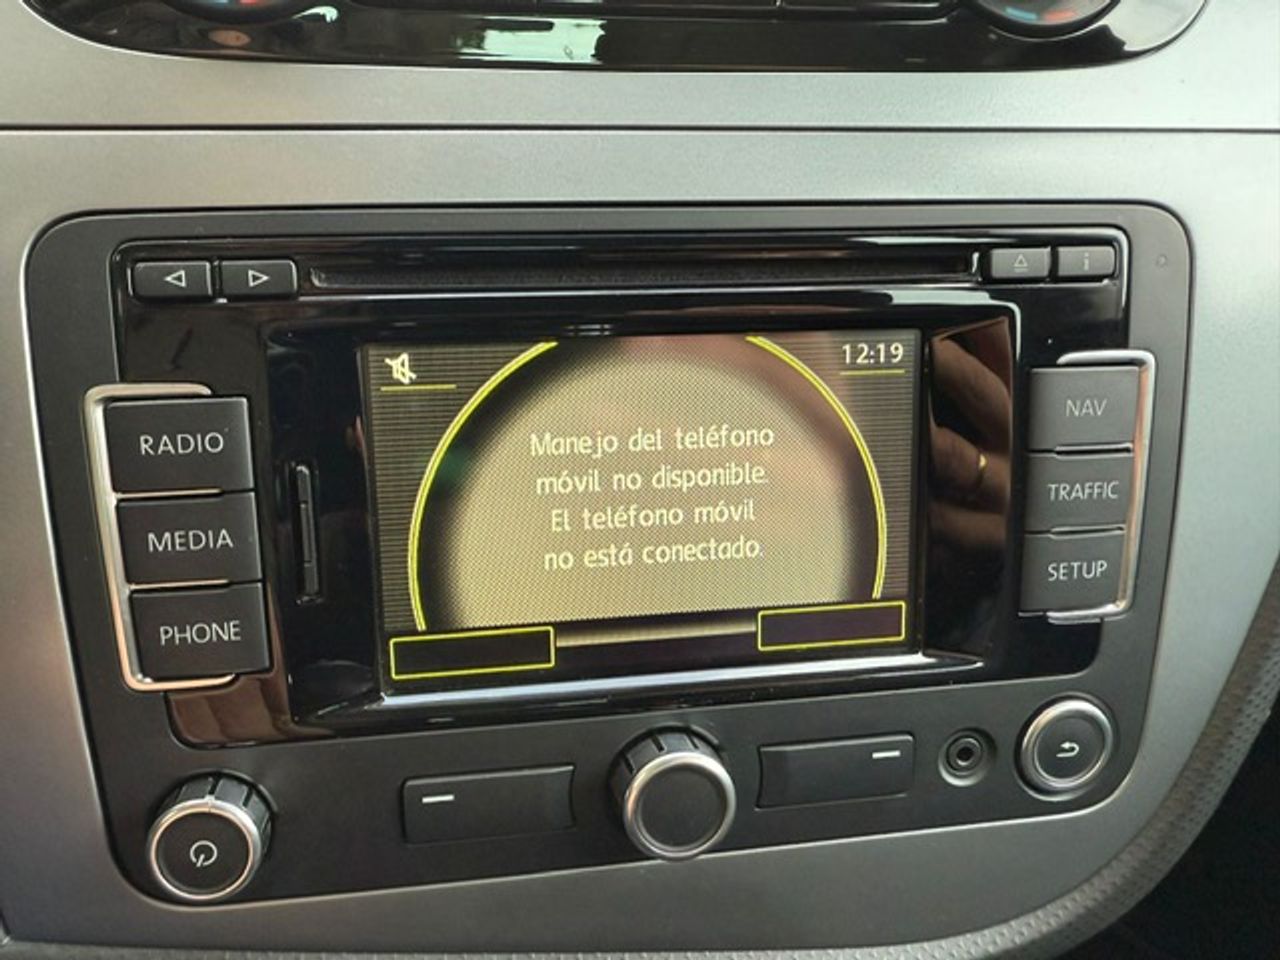 12:19
RADIO
NAV
Manejo del teléfono
móvil no disponible.
El teléfono móvil
no está conectado.
MEDIA
TRAFFIC
PHONE
SETUP
i